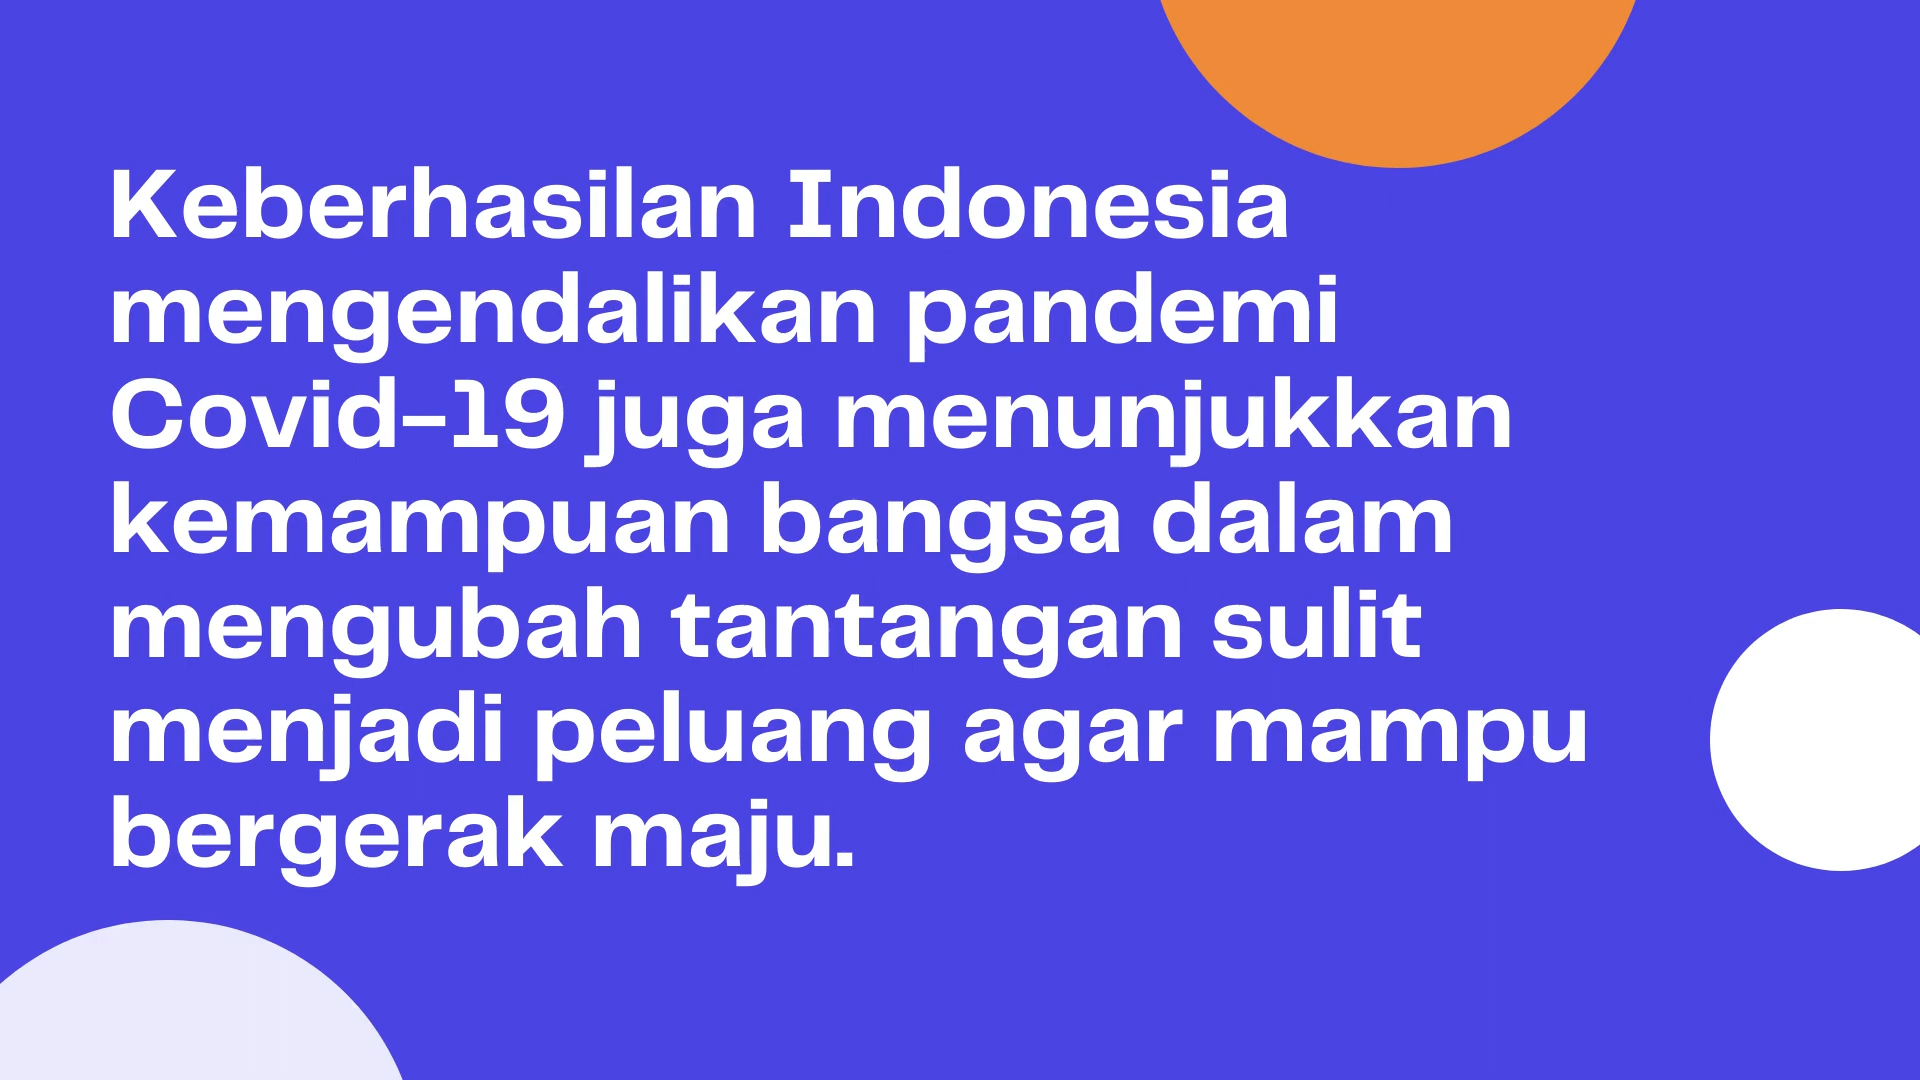 Keberhasilan Indonesia
mengendalikan pandemi
Covid-19 juga menunjukkan
kemampuan bangsa dalam
mengubah tantangan sulit
menjadi peluang agar mampu
bergerak maju.